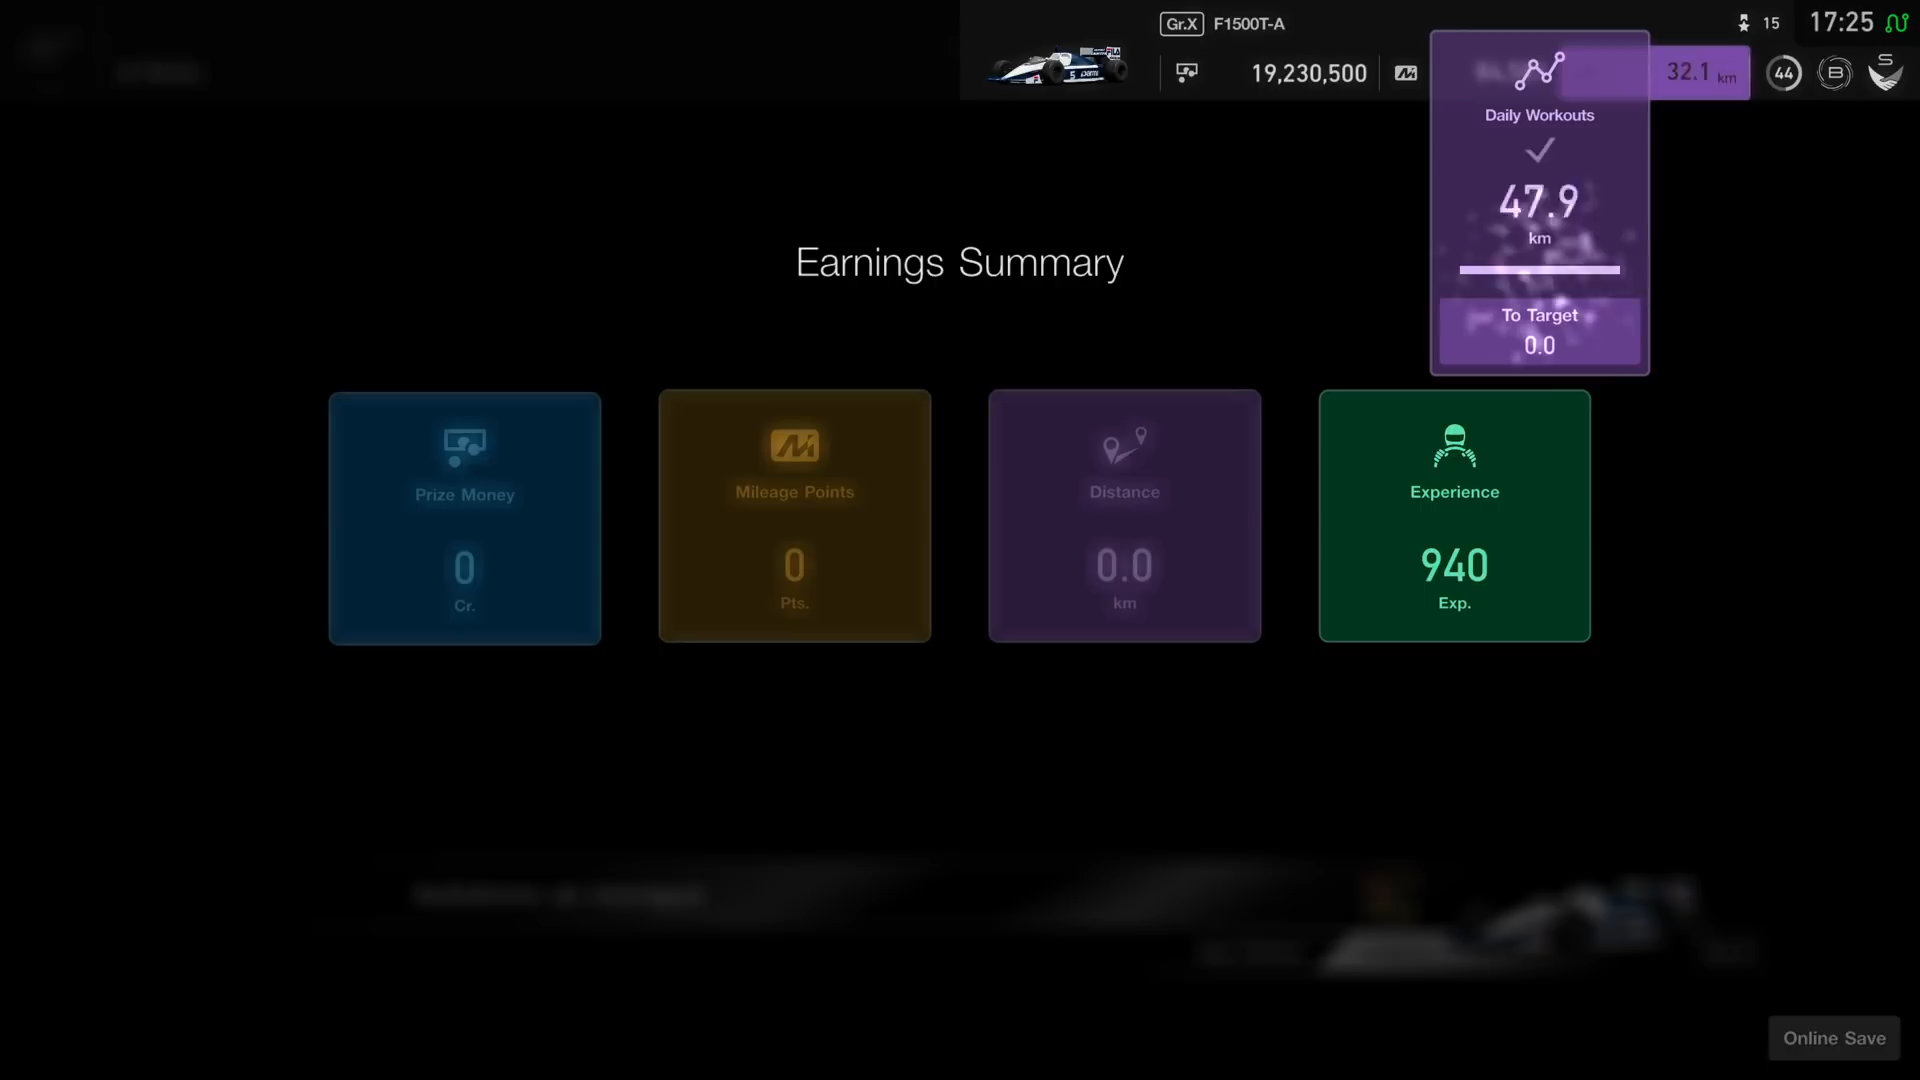 Gr.X F1500T-A
15
17:25
19,230,500
32.1 km
44
B
S
Daily Workouts
47.9
km
To Target
0.0
Earnings Summary
Prize Money
0
Cr.
Mileage Points
0
Pts.
Distance
0.0
km
Experience
940
Exp.
Online Save